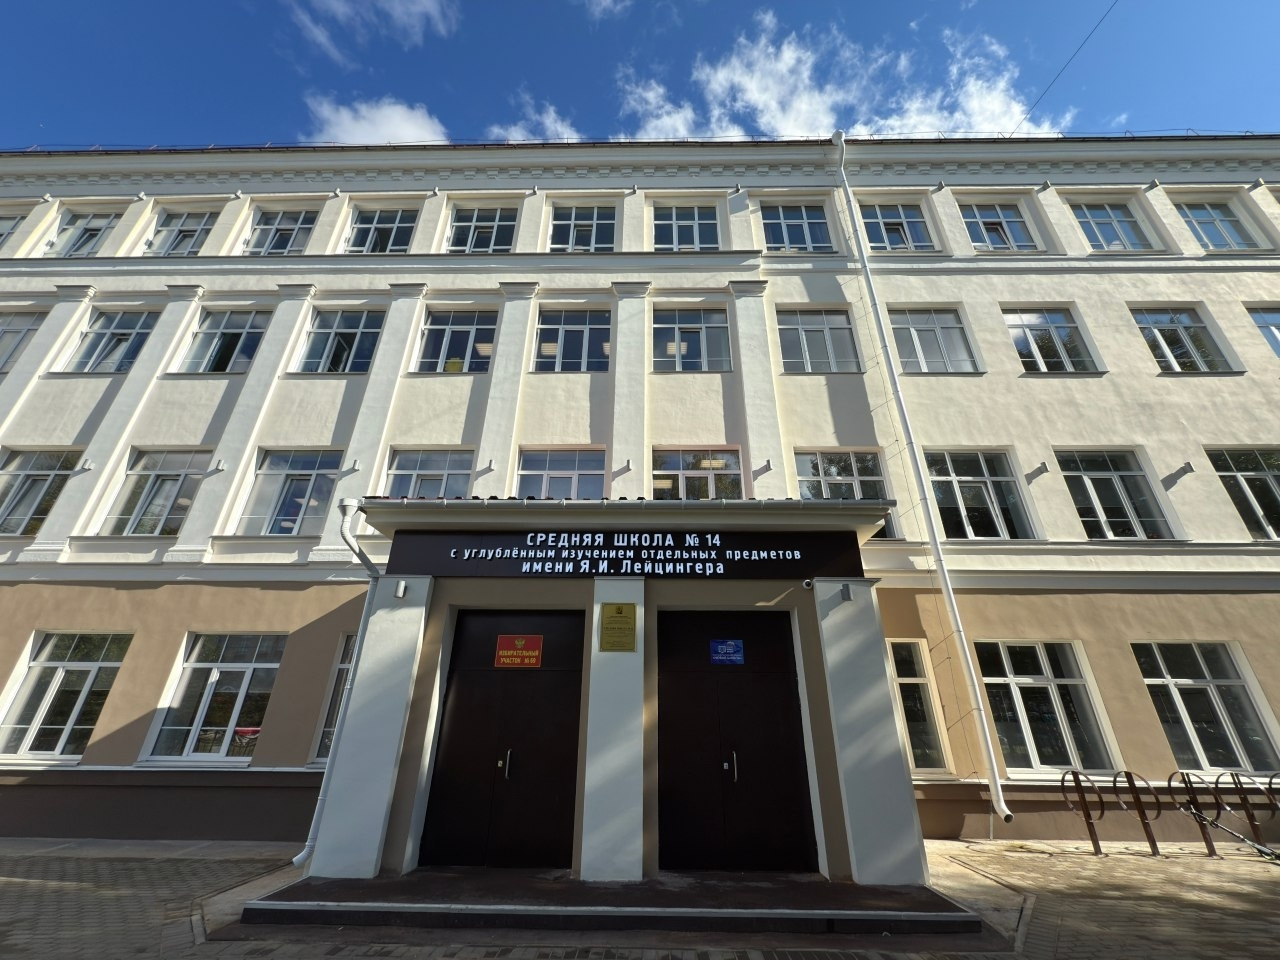 СРЕДНЯЯ ШКОЛА № 14
с углублённым изучением отдельных предметов
имени Я.И. Лейцингера
ИЗБИРАТЕЛЬНЫЙ
УЧАСТОК